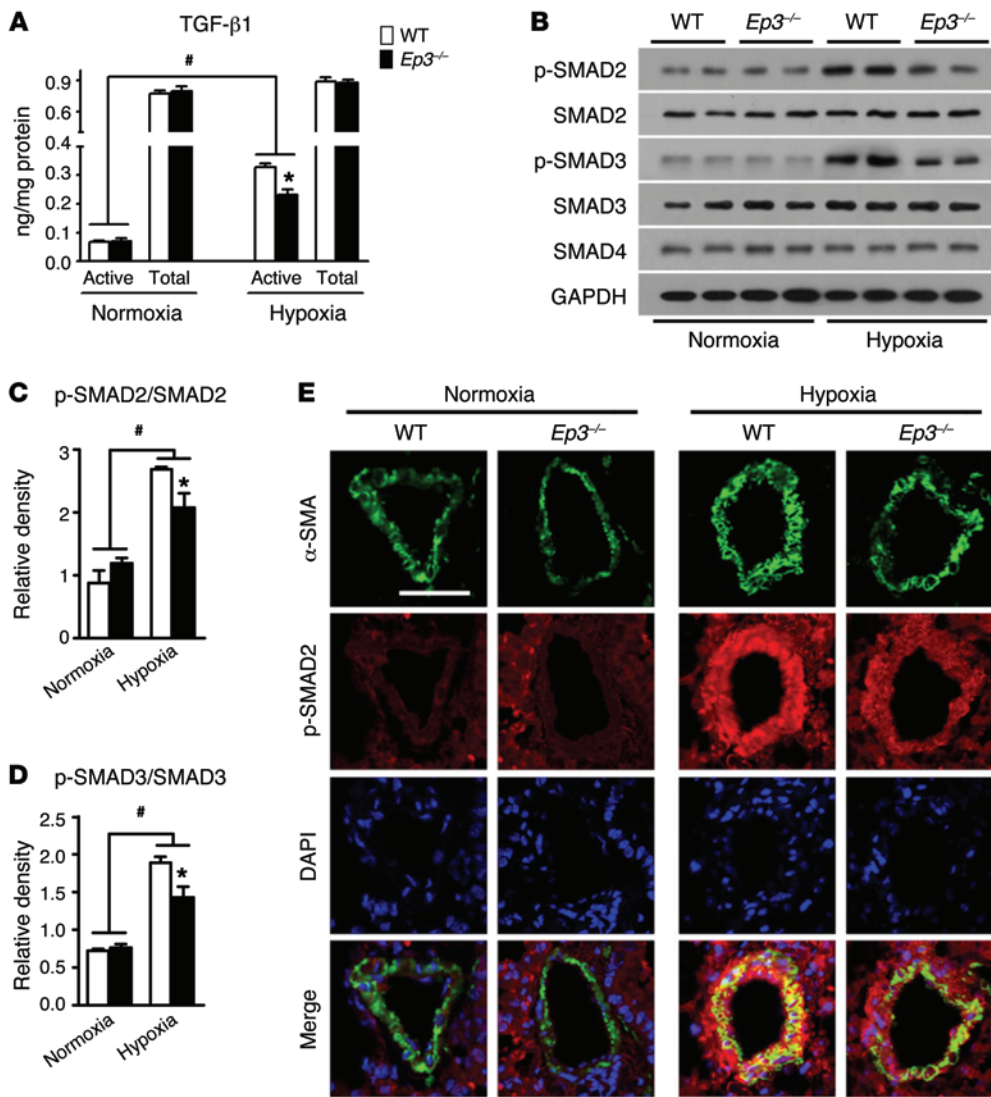 A
TGF-β1
WT
Ep3–/–
#
ng/mg protein
0.9
0.6
0.4
0.3
0.2
0.1
0.0
*
Active Total Active Total
Normoxia Hypoxia
B
WT Ep3–/– WT Ep3–/–
p-SMAD2
SMAD2
p-SMAD3
SMAD3
SMAD4
GAPDH
Normoxia Hypoxia
C
p-SMAD2/SMAD2
#
Relative density
3
2
1
0
*
Normoxia
Hypoxia
D
p-SMAD3/SMAD3
#
Relative density
2.5
2.0
1.5
1.0
0.5
0.0
*
Normoxia
Hypoxia
E
Normoxia Hypoxia
WT Ep3–/– WT Ep3–/–
α-SMA
p-SMAD2
DAPI
Merge